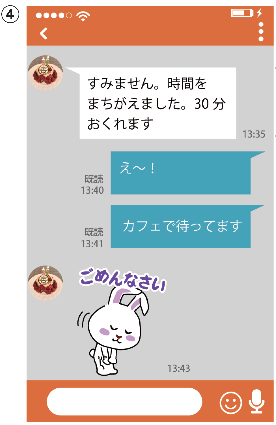 ④
すみません。時間を
まちがえました。30分
おくれます
13:35
え〜！
既読
13:40
カフェで待ってます
既読
13:41
ごめんなさい
13:43